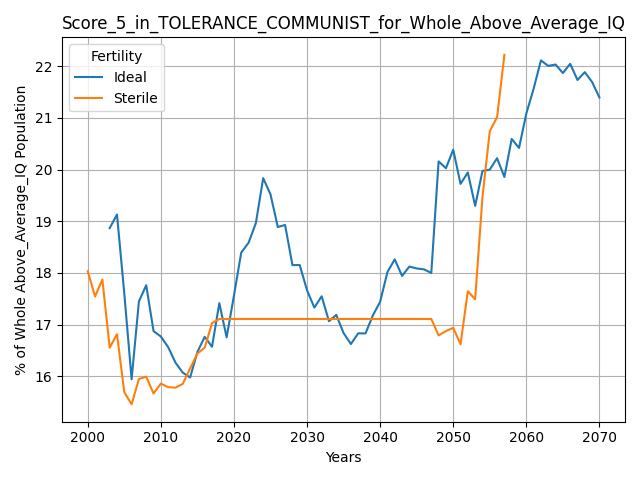 Score_5_in_TOLERANCE_COMMUNIST_for_Whole_Above_Average_IQ
Fertility
Ideal
Sterile
% of Whole Above_Average_IQ Population
22
21
20
19
18
17
16
2000
2010
2020
2030
2040
2050
2060
2070
Years